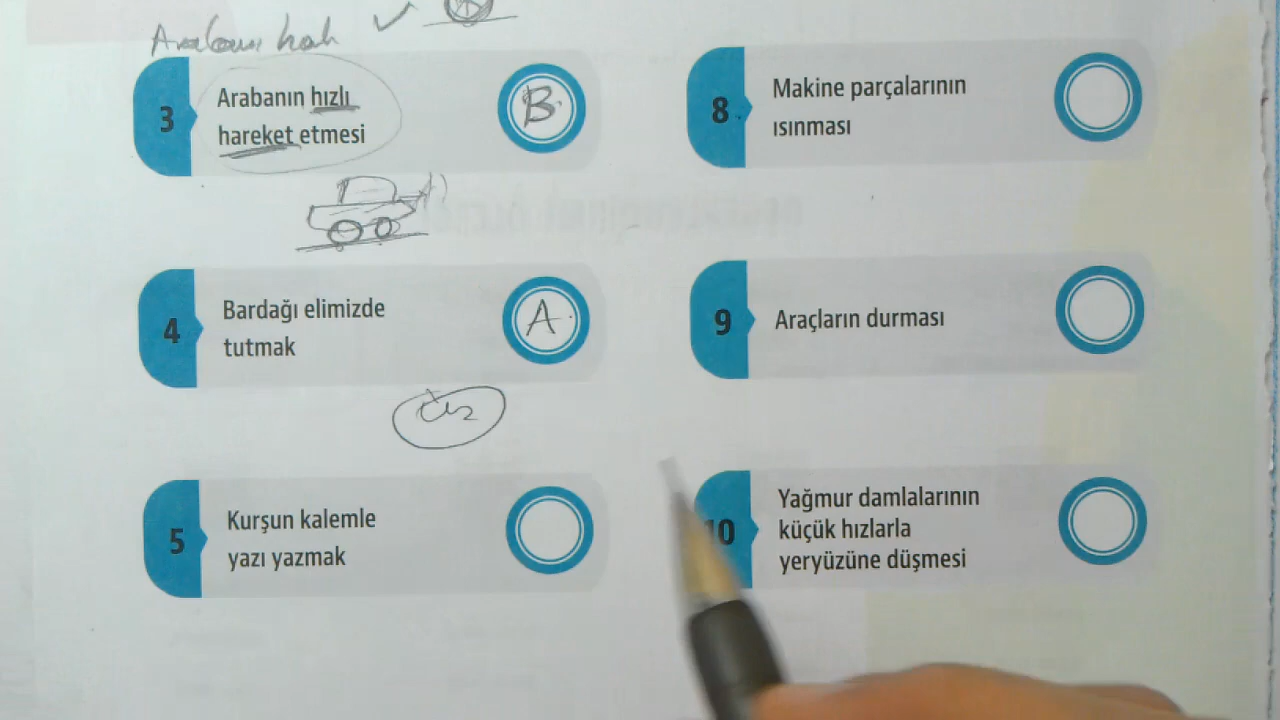 3
Arabanın hızlı
hareket etmesi
B
4
Bardağı elimizde
tutmak
A
5
Kurşun kalemle
yazı yazmak
8
Makine parçalarının
ısınması
9
Araçların durması
10
Yağmur damlalarının
küçük hızlarla
yeryüzüne düşmesi